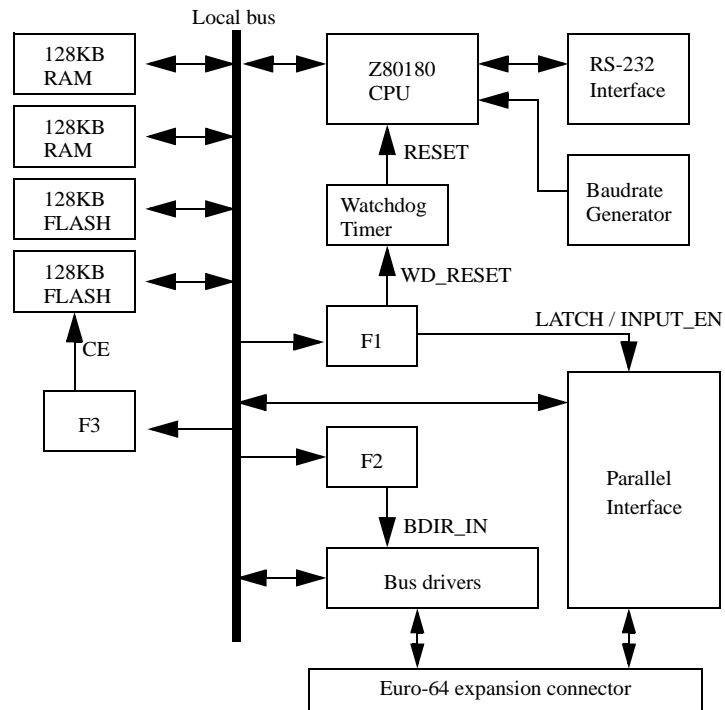 Local bus
128KB
RAM
128KB
RAM
128KB
FLASH
128KB
FLASH
CE
F3
Z80180
CPU
RS-232
Interface
RESET
Watchdog
Timer
Baudrate
Generator
WD_RESET
F1
LATCH / INPUT_EN
F2
BDIR_IN
Parallel
Interface
Bus drivers
Euro-64 expansion connector